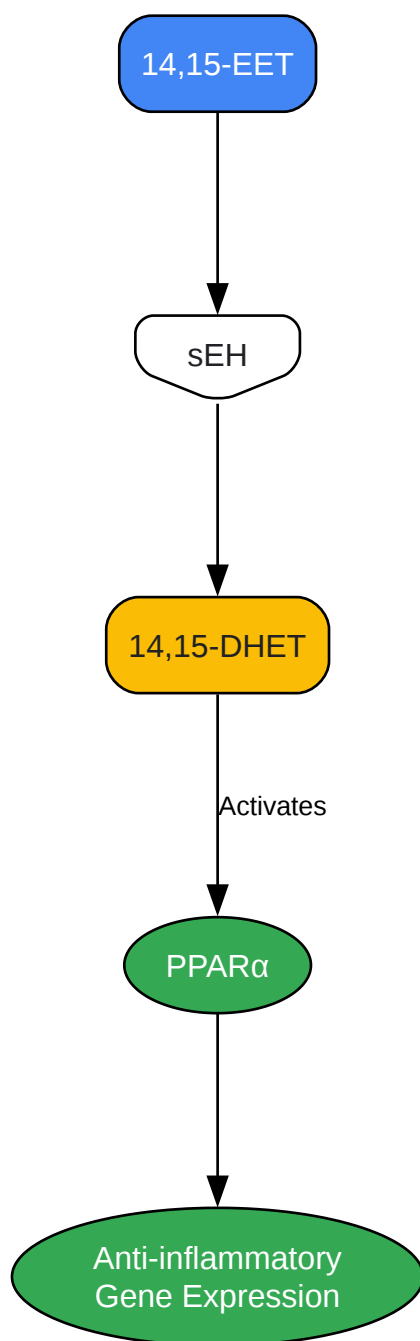 14,15-EET
sEH
14,15-DHET
Activates
PPARα
Anti-inflammatory
Gene Expression